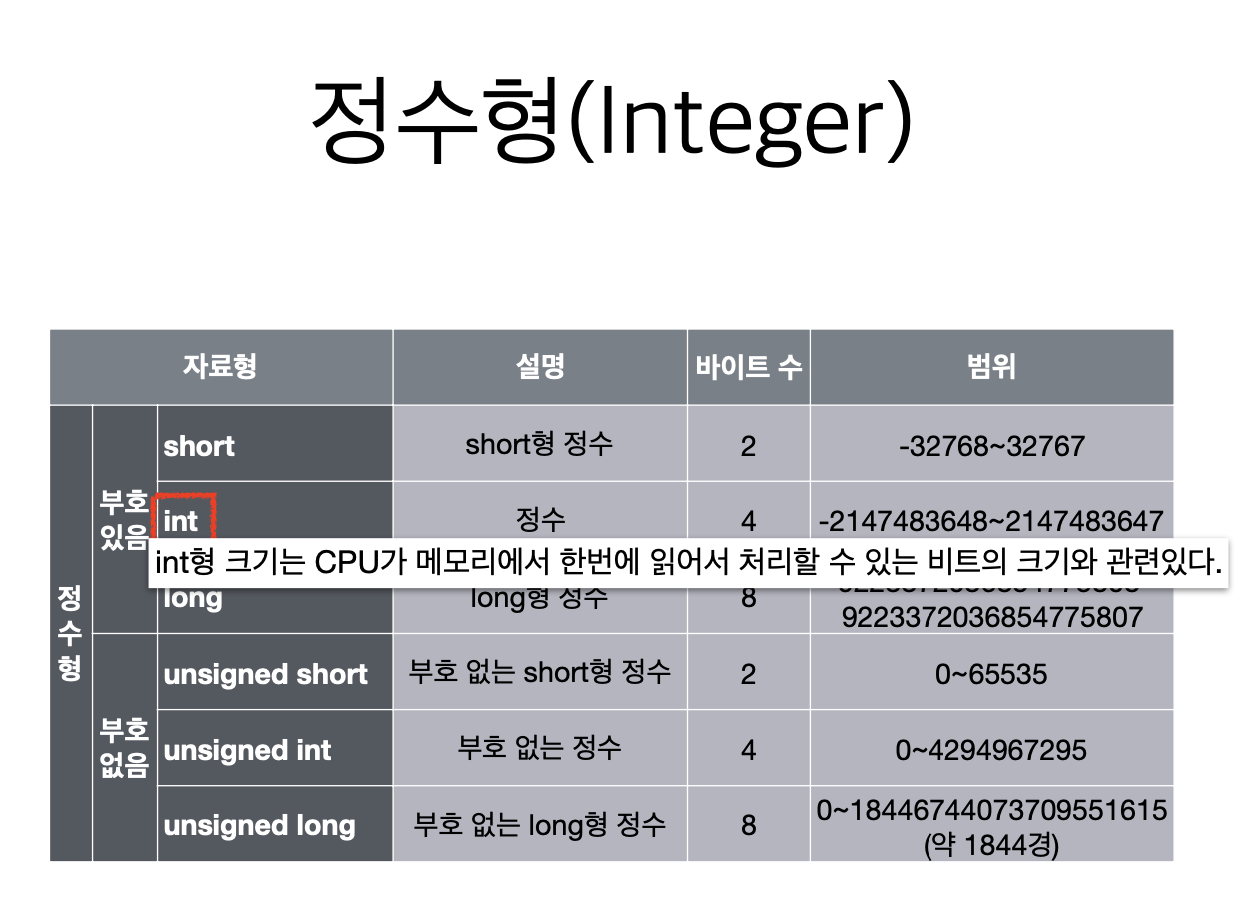 정수형(Integer)
자료형 설명 바이트 수 범위
정수형
부호
있음
short short형 정수 2 -32768~32767
int 정수 4 -2147483648~2147483647
int형 크기는 CPU가 메모리에서 한번에 읽어서 처리할 수 있는 비트의 크기와 관련있다.
long long형 정수 8
9223372036854775807
부호
없음
unsigned short 부호 없는 short형 정수 2 0~65535
unsigned int 부호 없는 정수 4 0~4294967295
unsigned long 부호 없는 long형 정수 8 0~18446744073709551615
(약 1844경)